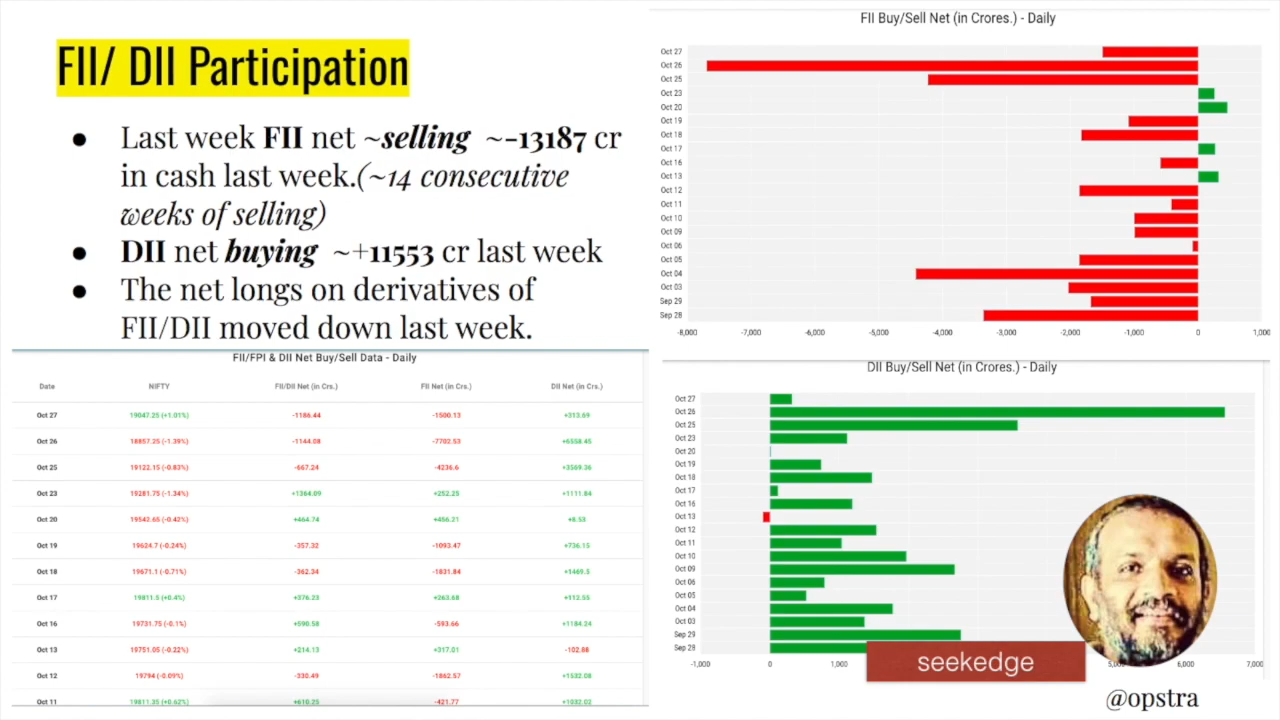 FII/ DII Participation
● Last week FII net ~selling ~-13187 cr
in cash last week.(~14 consecutive
weeks of selling)
● DII net buying ~+11553 cr last week
● The net longs on derivatives of
FII/DII moved down last week.
FII Buy/Sell Net (in Crores.) - Daily
Oct 27
Oct 26
Oct 25
Oct 23
Oct 20
Oct 19
Oct 18
Oct 17
Oct 16
Oct 13
Oct 12
Oct 11
Oct 10
Oct 09
Oct 06
Oct 05
Oct 04
Oct 03
Sep 29
Sep 28
-8,000 -7,000 -6,000 -5,000 -4,000 -3,000 -2,000 -1,000 0 1,000
FII/FPI & DII Net Buy/Sell Data - Daily
Date NIFTY FII/DII Net (in Crs.) FII Net (in Crs.) DII Net (in Crs.)
Oct 27 19047.25 (+1.01%) -1186.44 -1500.13 +313.69
Oct 26 18857.25 (-1.39%) -1144.08 -7702.53 +6558.45
Oct 25 19122.15 (-0.83%) -667.24 -4236.6 +3569.36
Oct 23 19281.75 (-1.34%) +1364.09 +252.25 +1111.84
Oct 20 19542.65 (-0.42%) +464.74 +456.21 +8.53
Oct 19 19624.7 (-0.24%) -357.32 -1093.47 +736.15
Oct 18 19671.1 (-0.71%) -362.34 -1831.84 +1469.5
Oct 17 19811.5 (+0.4%) +376.23 +263.68 +112.55
Oct 16 19731.75 (-0.1%) +590.58 -593.66 +1184.24
Oct 13 19751.05 (-0.22%) +214.13 +317.01 -102.88
Oct 12 19794 (-0.09%) -330.49 -1862.57 +1532.08
Oct 11 19811.35 (+0.62%) +610.25 -421.77 +1032.02
DII Buy/Sell Net (in Crores.) - Daily
Oct 27
Oct 26
Oct 25
Oct 23
Oct 20
Oct 19
Oct 18
Oct 17
Oct 16
Oct 13
Oct 12
Oct 11
Oct 10
Oct 09
Oct 06
Oct 05
Oct 04
Oct 03
Sep 29
Sep 28
-1,000 0 1,000 6,000 7,000
seekedge
@opstra